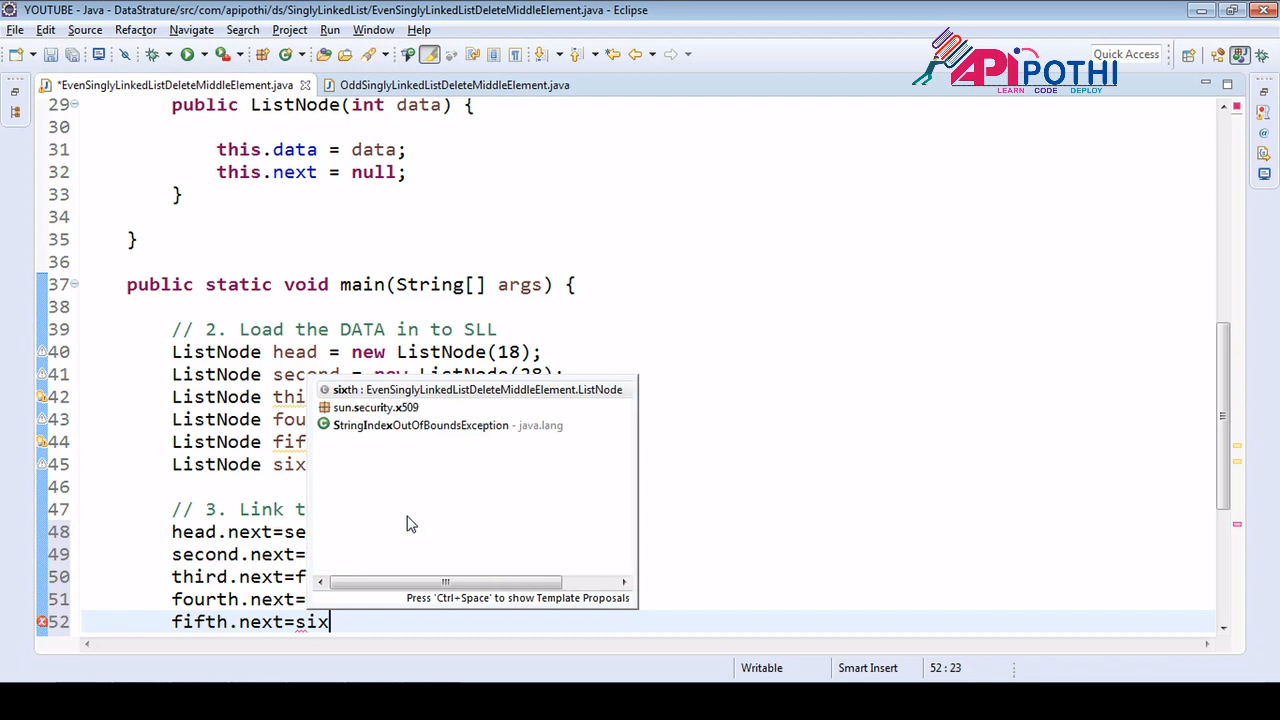 YOUTUBE - Java - DataStrature/src/com/apipothi/ds/SinglyLinkedList/EvenSinglyLinkedListDeleteMiddleElement.java - Eclipse
File Edit Source Refactor Navigate Search Project Run Window Help
Quick Access
APIPOTHI
LEARN CODE DEPLOY
*EvenSinglyLinkedListDeleteMiddleElement.java OddSinglyLinkedListDeleteMiddleElement.java
29 public ListNode(int data) {
30
31 this.data = data;
32 this.next = null;
33 }
34
35 }
36
37 public static void main(String[] args) {
38
39 // 2. Load the DATA in to SLL
40 ListNode head = new ListNode(18);
41 ListNode second = new ListNode(28);
42 ListNode thi
43 ListNode fou
44 ListNode fif
45 ListNode six
46
47 // 3. Link t
48 head.next=se
49 second.next=
50 third.next=f
51 fourth.next=
52 fifth.next=six
sixth : EvenSinglyLinkedListDeleteMiddleElement.ListNode
sun.security.x509
StringIndexOutOfBoundsException - java.lang
Press 'Ctrl+Space' to show Template Proposals
Writable Smart Insert 52 : 23